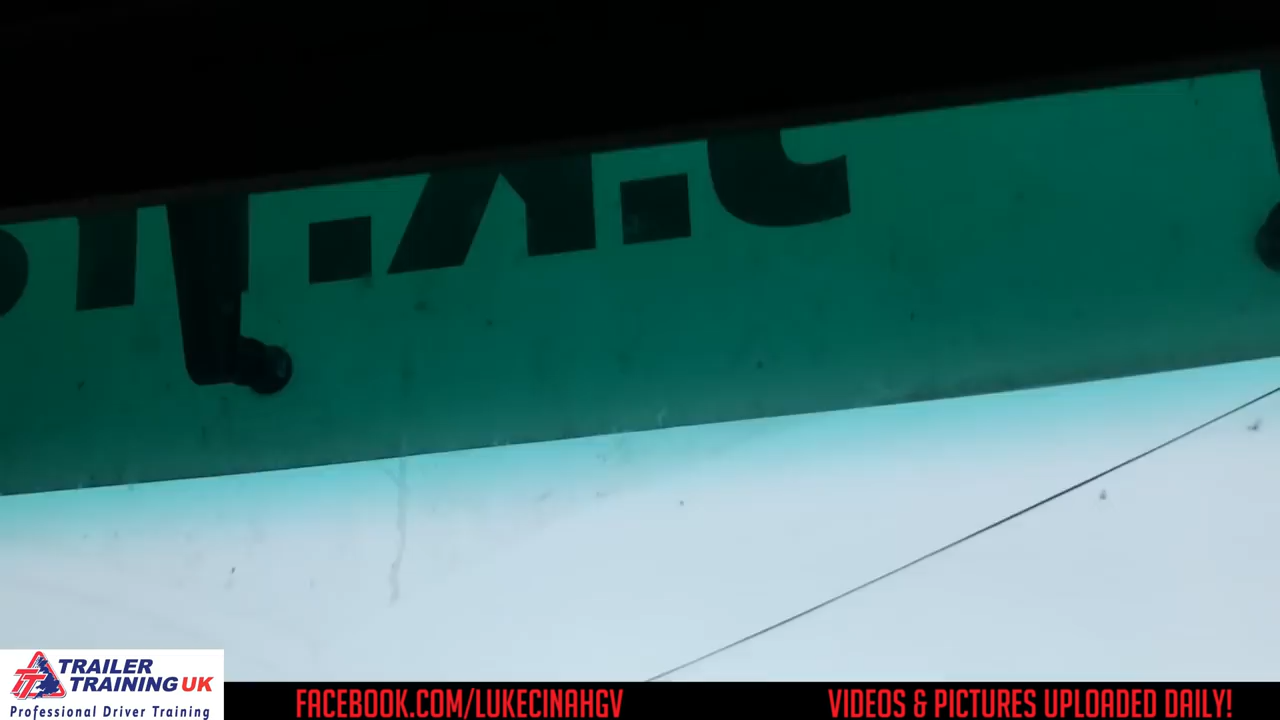 TRAILER
TRAINING UK
Professional Driver Training
FACEBOOK.COM/LUKECINAHGV
VIDEOS & PICTURES UPLOADED DAILY!